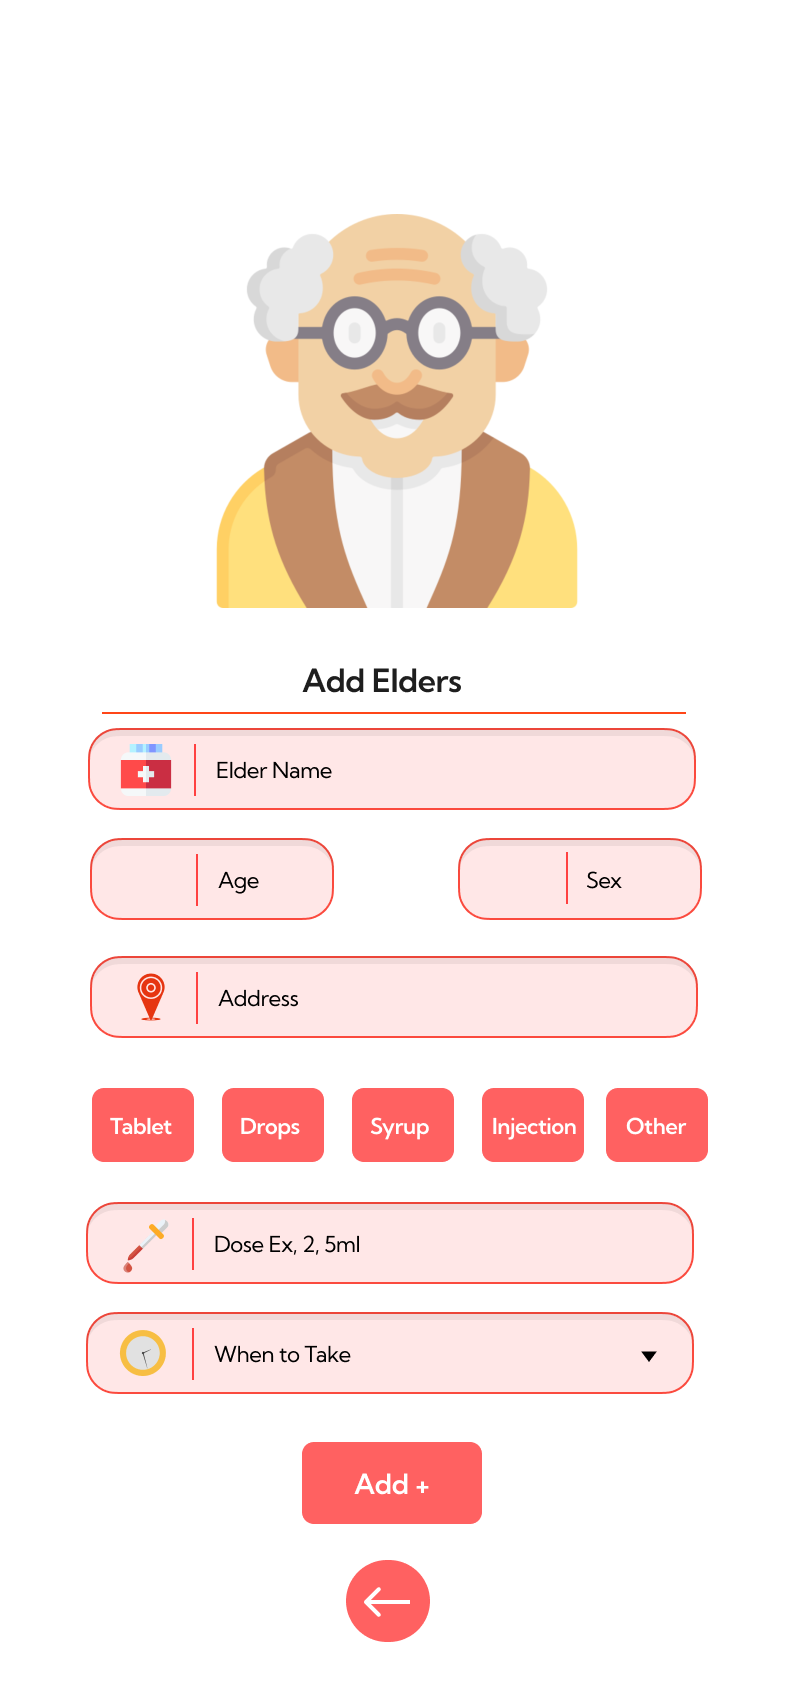 Add Elders
Elder Name
Age
Sex
Address
Tablet
Drops
Syrup
Injection
Other
Dose Ex, 2, 5ml
When to Take
Add +